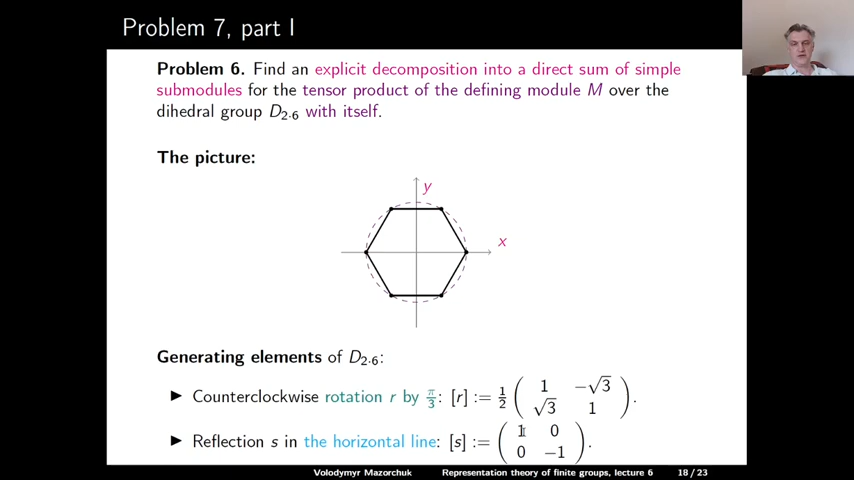 Problem 7, part I
Problem 6. Find an explicit decomposition into a direct sum of simple
submodules for the tensor product of the defining module M over the
dihedral group D₂.₆ with itself.
The picture:
y
x
Generating elements of D₂.₆:
▶ Counterclockwise rotation r by π/3: [r] := 1/2 ( 1 −√3
√3 1 ).
▶ Reflection s in the horizontal line: [s] := ( 1 0
0 −1 ).
Volodymyr Mazorchuk Representation theory of finite groups, lecture 6 18 / 23